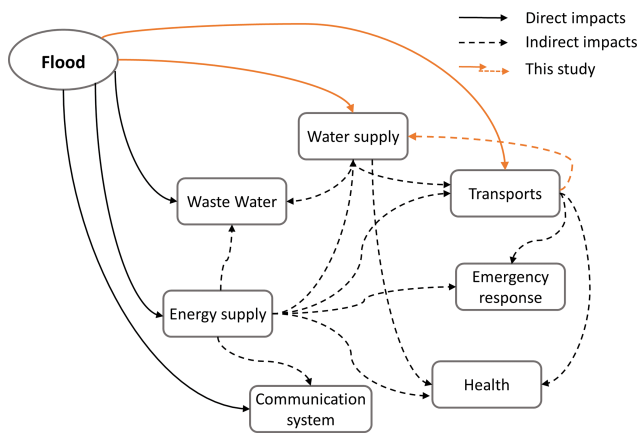 Direct impacts
Indirect impacts
This study
Flood
Water supply
Waste Water
Transports
Emergency
response
Energy supply
Health
Communication
system